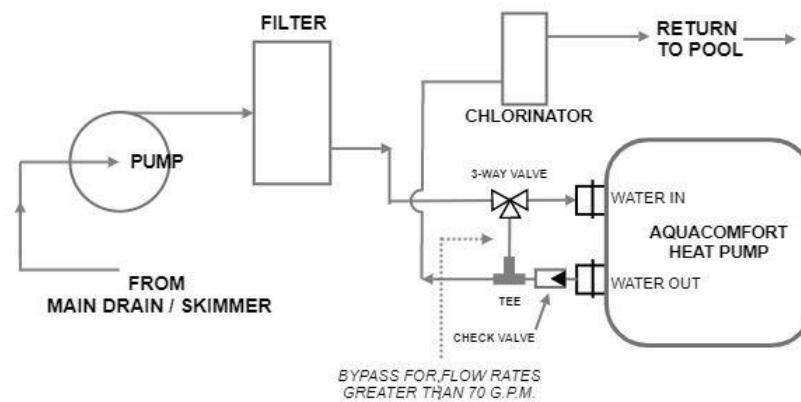 FILTER
RETURN
TO POOL
CHLORINATOR
PUMP
3-WAY VALVE
WATER IN
AQUACOMFORT
HEAT PUMP
FROM
MAIN DRAIN / SKIMMER
WATER OUT
TEE
CHECK VALVE
BYPASS FOR FLOW RATES
GREATER THAN 70 G.P.M.